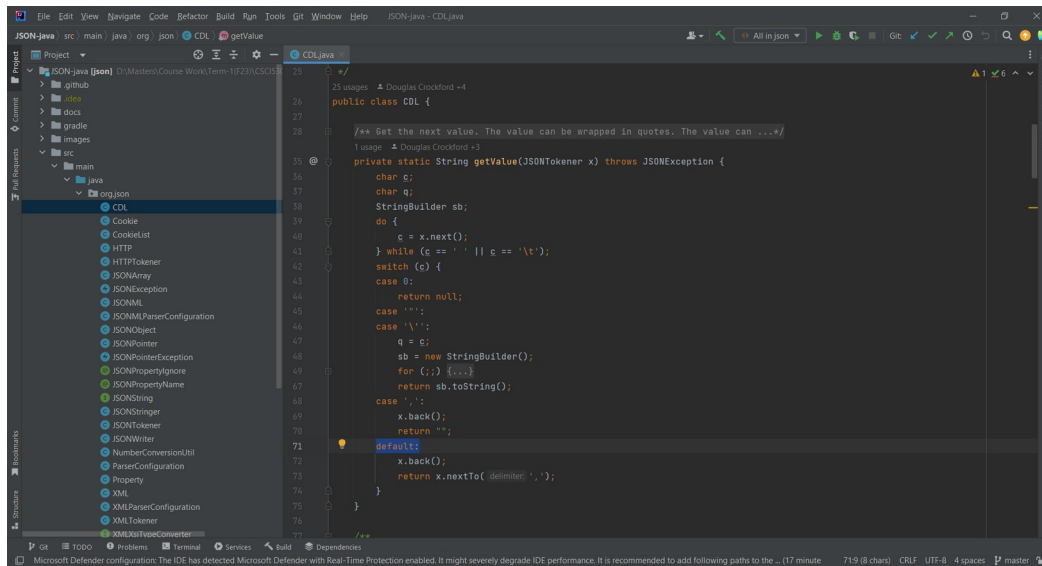 File Edit View Navigate Code Refactor Build Run Tools Git Window Help JSON-java - CDL.java
JSON-java src main java org json CDL getValue
All in json
Git:
Project
CDL.java
JSON-java [json] D:\Masters\Course Work\Term-1(F23)\CSCI53
.github
.idea
docs
gradle
images
src
main
java
org.json
CDL
Cookie
CookieList
HTTP
HTTPTokener
JSONArray
JSONException
JSONML
JSONMLParserConfiguration
JSONObject
JSONPointer
JSONPointerException
JSONPropertyIgnore
JSONPropertyName
JSONString
JSONStringer
JSONTokener
JSONWriter
NumberConversionUtil
ParserConfiguration
Property
XML
XMLParserConfiguration
XMLTokener
XMLXsiTypeConverter
Project
Commit
Pull Requests
Bookmarks
Structure
1 6
25 */
25 usages Douglas Crockford +4
26 public class CDL {
27
28 /** Get the next value. The value can be wrapped in quotes. The value can ...*/
1 usage Douglas Crockford +3
35 @ private static String getValue(JSONTokener x) throws JSONException {
36 char c;
37 char q;
38 StringBuilder sb;
39 do {
40 c = x.next();
41 } while (c == ' ' || c == '\t');
42 switch (c) {
43 case 0:
44 return null;
45 case '"':
46 case '\'':
47 q = c;
48 sb = new StringBuilder();
49 for (;;) {...}
67 return sb.toString();
68 case ',':
69 x.back();
70 return "";
71 default:
72 x.back();
73 return x.nextTo( delimiter: ',');
74 }
75 }
76
77 /**
Git TODO Problems Terminal Services Build Dependencies
Microsoft Defender configuration: The IDE has detected Microsoft Defender with Real-Time Protection enabled. It might severely degrade IDE performance. It is recommended to add following paths to the ... (17 minute 71:9 (8 chars) CRLF UTF-8 4 spaces master